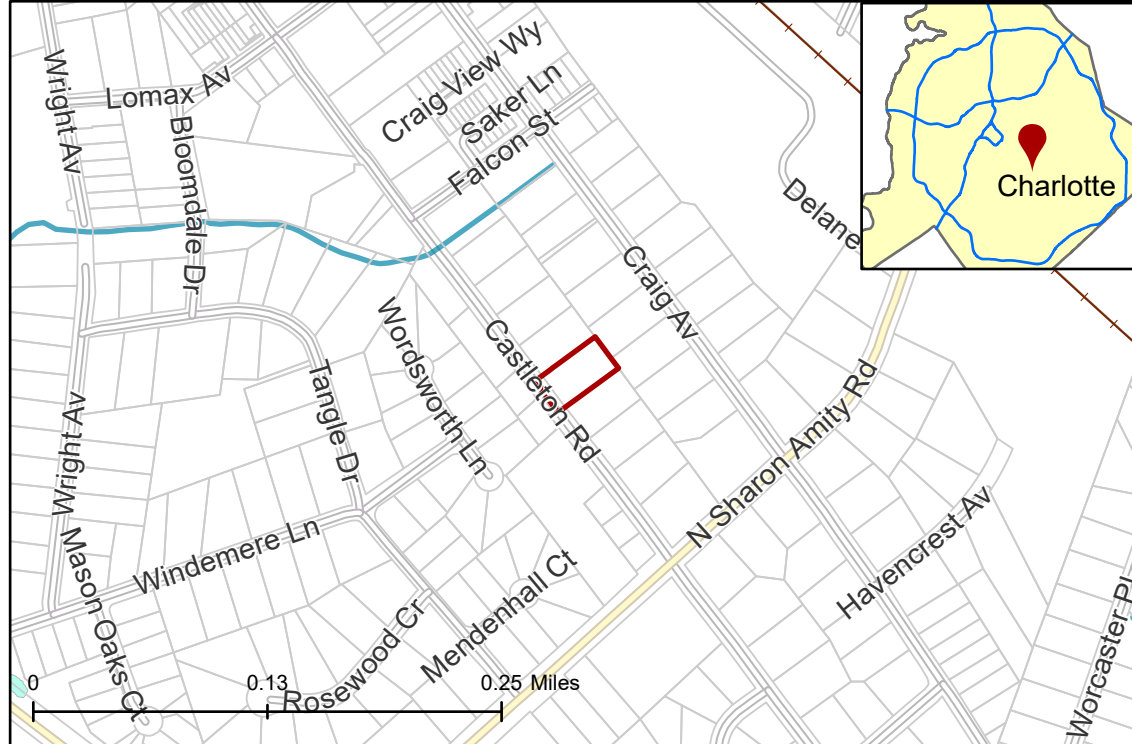 Wright Av
Lomax Av
Bloomdale Dr
Craig View Wy
Saker Ln
Falcon St
Delane
Charlotte
Craig Av
Wordsworth Ln
Castleton Rd
Tangle Dr
Wright Av
N Sharon Amity Rd
Windemere Ln
Mason Oaks Ct
Mendenhall Ct
Rosewood Cr
Havencrest Av
Worcaster Pl
0 0.13 0.25 Miles